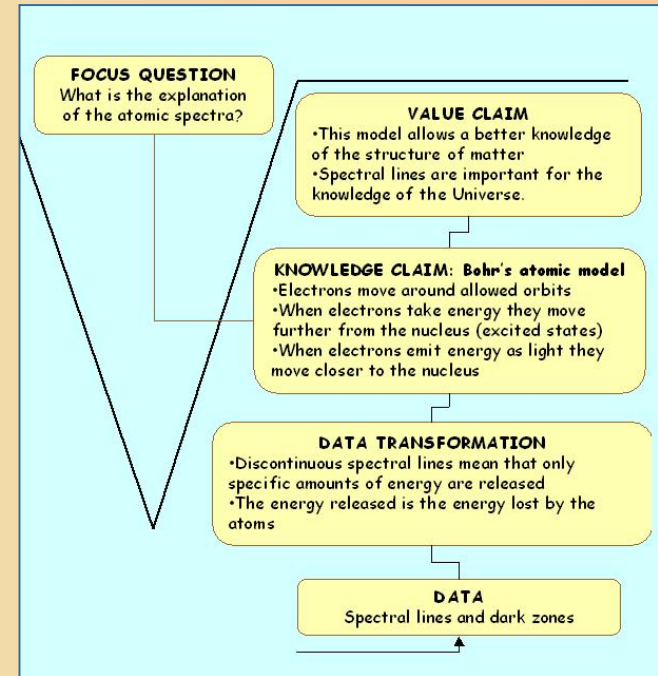 FOCUS QUESTION
What is the explanation
of the atomic spectra?
VALUE CLAIM
•This model allows a better knowledge
of the structure of matter
•Spectral lines are important for the
knowledge of the Universe.
KNOWLEDGE CLAIM: Bohr's atomic model
•Electrons move around allowed orbits
•When electrons take energy they move
further from the nucleus (excited states)
•When electrons emit energy as light they
move closer to the nucleus
DATA TRANSFORMATION
•Discontinuous spectral lines mean that only
specific amounts of energy are released
•The energy released is the energy lost by the
atoms
DATA
Spectral lines and dark zones